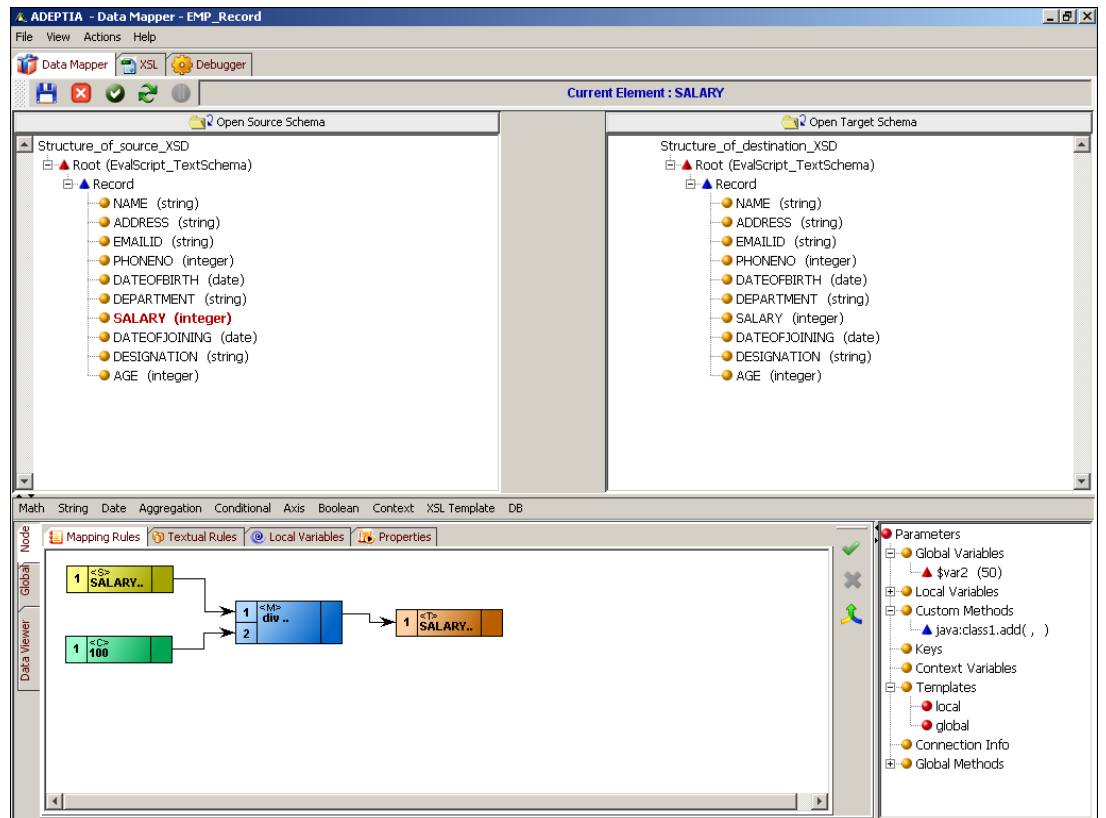 ADEPTIA - Data Mapper - EMP_Record
File View Actions Help
Data Mapper XSL Debugger
Current Element : SALARY
Open Source Schema
Structure_of_source_XSD
Root (EvalScript_TextSchema)
Record
NAME (string)
ADDRESS (string)
EMAILID (string)
PHONENO (integer)
DATEOFBIRTH (date)
DEPARTMENT (string)
SALARY (integer)
DATEOFJOINING (date)
DESIGNATION (string)
AGE (integer)
Open Target Schema
Structure_of_destination_XSD
Root (EvalScript_TextSchema)
Record
NAME (string)
ADDRESS (string)
EMAILID (string)
PHONENO (integer)
DATEOFBIRTH (date)
DEPARTMENT (string)
SALARY (integer)
DATEOFJOINING (date)
DESIGNATION (string)
AGE (integer)
Math String Date Aggregation Conditional Axis Boolean Context XSL Template DB
Node
Global
Data Viewer
Mapping Rules Textual Rules Local Variables Properties
1 <S> SALARY..
1 <C> 100
1 <M> div ..
2
1 <T> SALARY..
Parameters
Global Variables
$var2 (50)
Local Variables
Custom Methods
java:class1.add( , )
Keys
Context Variables
Templates
local
global
Connection Info
Global Methods